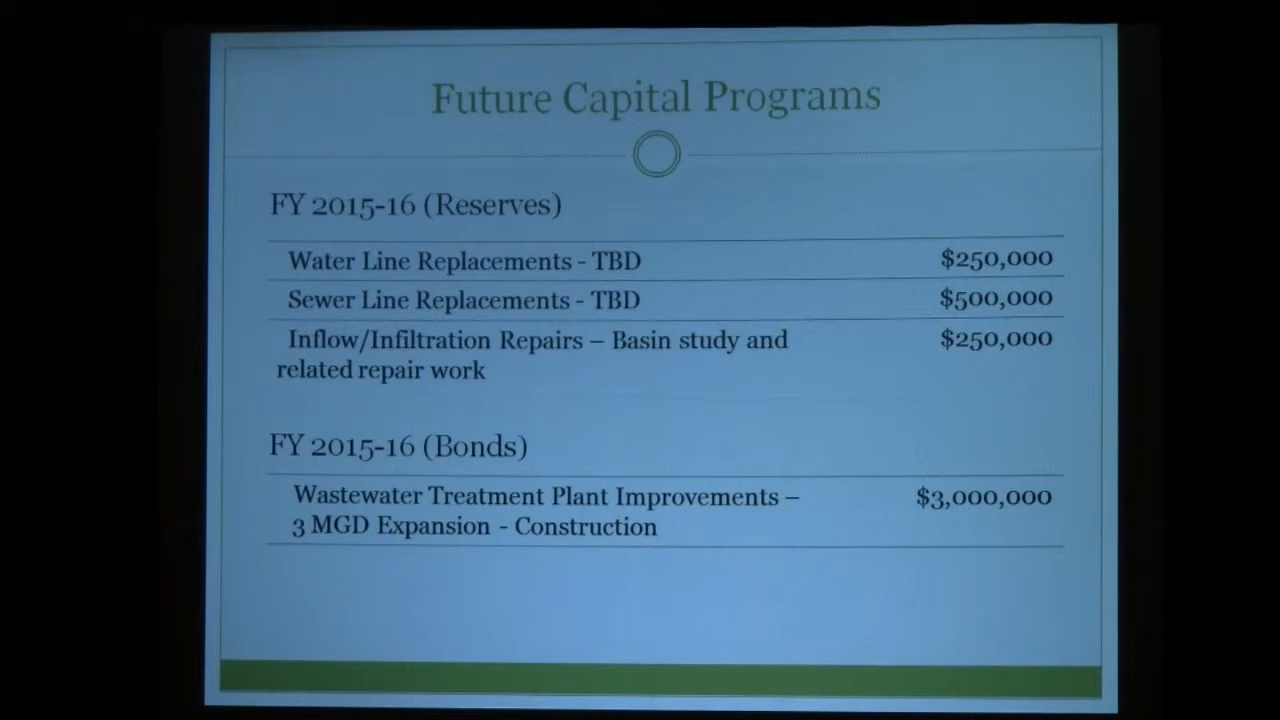 Future Capital Programs
FY 2015-16 (Reserves)
Water Line Replacements - TBD $250,000
Sewer Line Replacements - TBD $500,000
Inflow/Infiltration Repairs – Basin study and $250,000
related repair work
FY 2015-16 (Bonds)
Wastewater Treatment Plant Improvements – $3,000,000
3 MGD Expansion - Construction